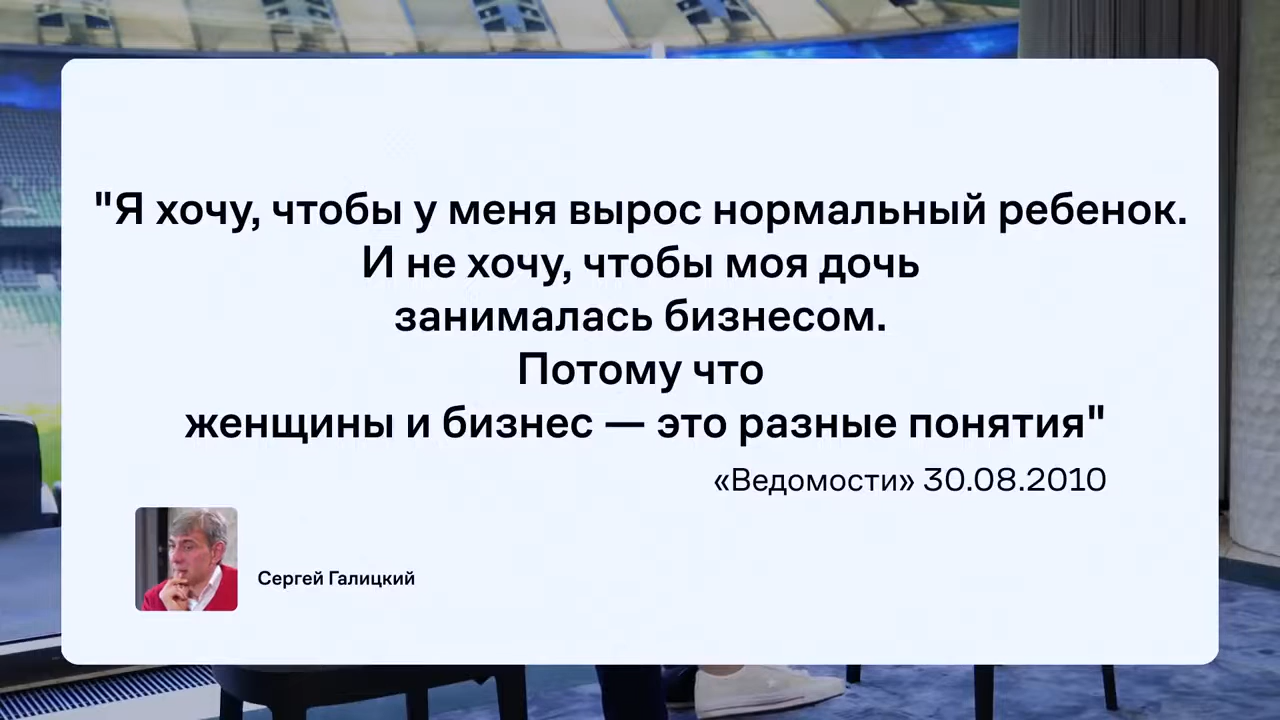 "Я хочу, чтобы у меня вырос нормальный ребенок.
И не хочу, чтобы моя дочь
занималась бизнесом.
Потому что
женщины и бизнес — это разные понятия"
«Ведомости» 30.08.2010
Сергей Галицкий